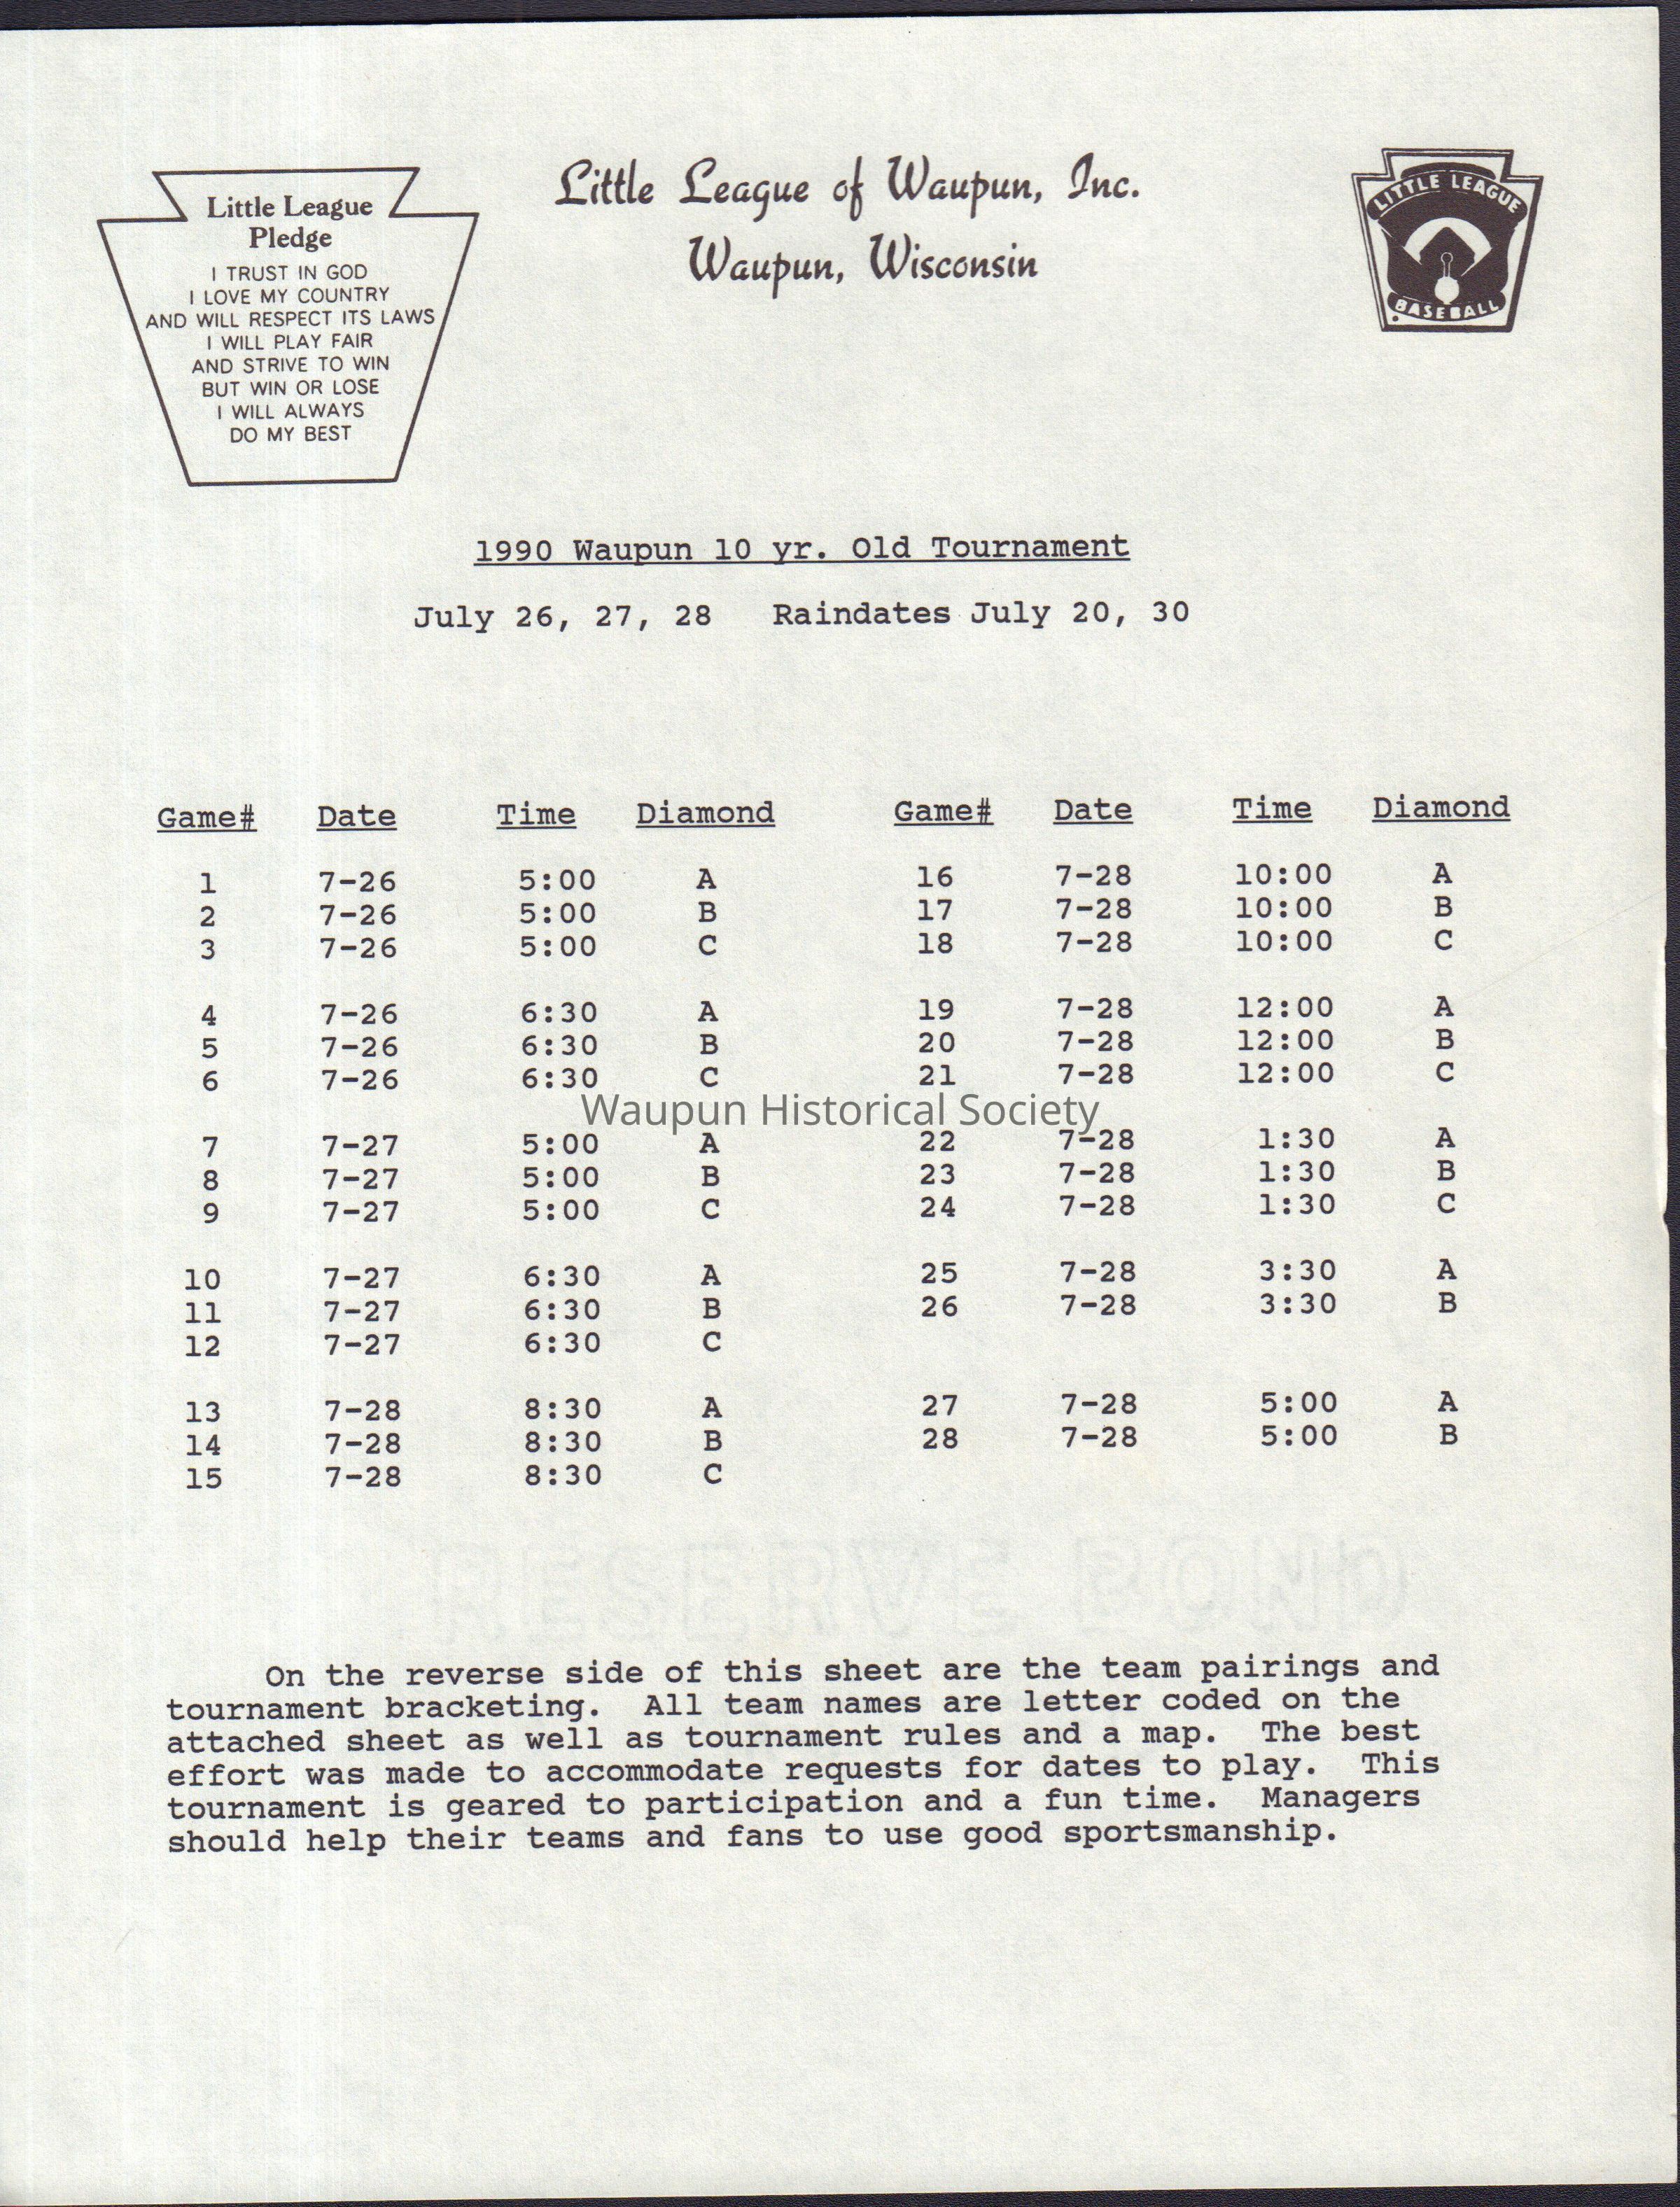 Little League
Pledge
I TRUST IN GOD
I LOVE MY COUNTRY
AND WILL RESPECT ITS LAWS
I WILL PLAY FAIR
AND STRIVE TO WIN
BUT WIN OR LOSE
I WILL ALWAYS
DO MY BEST
Little League of Waupun, Inc.
Waupun, Wisconsin
LITTLE LEAGUE
BASEBALL
1990 Waupun 10 yr. Old Tournament
July 26, 27, 28 Raindates July 20, 30
Game# Date Time Diamond Game# Date Time Diamond
1 7-26 5:00 A 16 7-28 10:00 A
2 7-26 5:00 B 17 7-28 10:00 B
3 7-26 5:00 C 18 7-28 10:00 C
4 7-26 6:30 A 19 7-28 12:00 A
5 7-26 6:30 B 20 7-28 12:00 B
6 7-26 6:30 C 21 7-28 12:00 C
Waupun Historical Society
7 7-27 5:00 A 22 7-28 1:30 A
8 7-27 5:00 B 23 7-28 1:30 B
9 7-27 5:00 C 24 7-28 1:30 C
10 7-27 6:30 A 25 7-28 3:30 A
11 7-27 6:30 B 26 7-28 3:30 B
12 7-27 6:30 C
13 7-28 8:30 A 27 7-28 5:00 A
14 7-28 8:30 B 28 7-28 5:00 B
15 7-28 8:30 C
On the reverse side of this sheet are the team pairings and
tournament bracketing. All team names are letter coded on the
attached sheet as well as tournament rules and a map. The best
effort was made to accommodate requests for dates to play. This
tournament is geared to participation and a fun time. Managers
should help their teams and fans to use good sportsmanship.